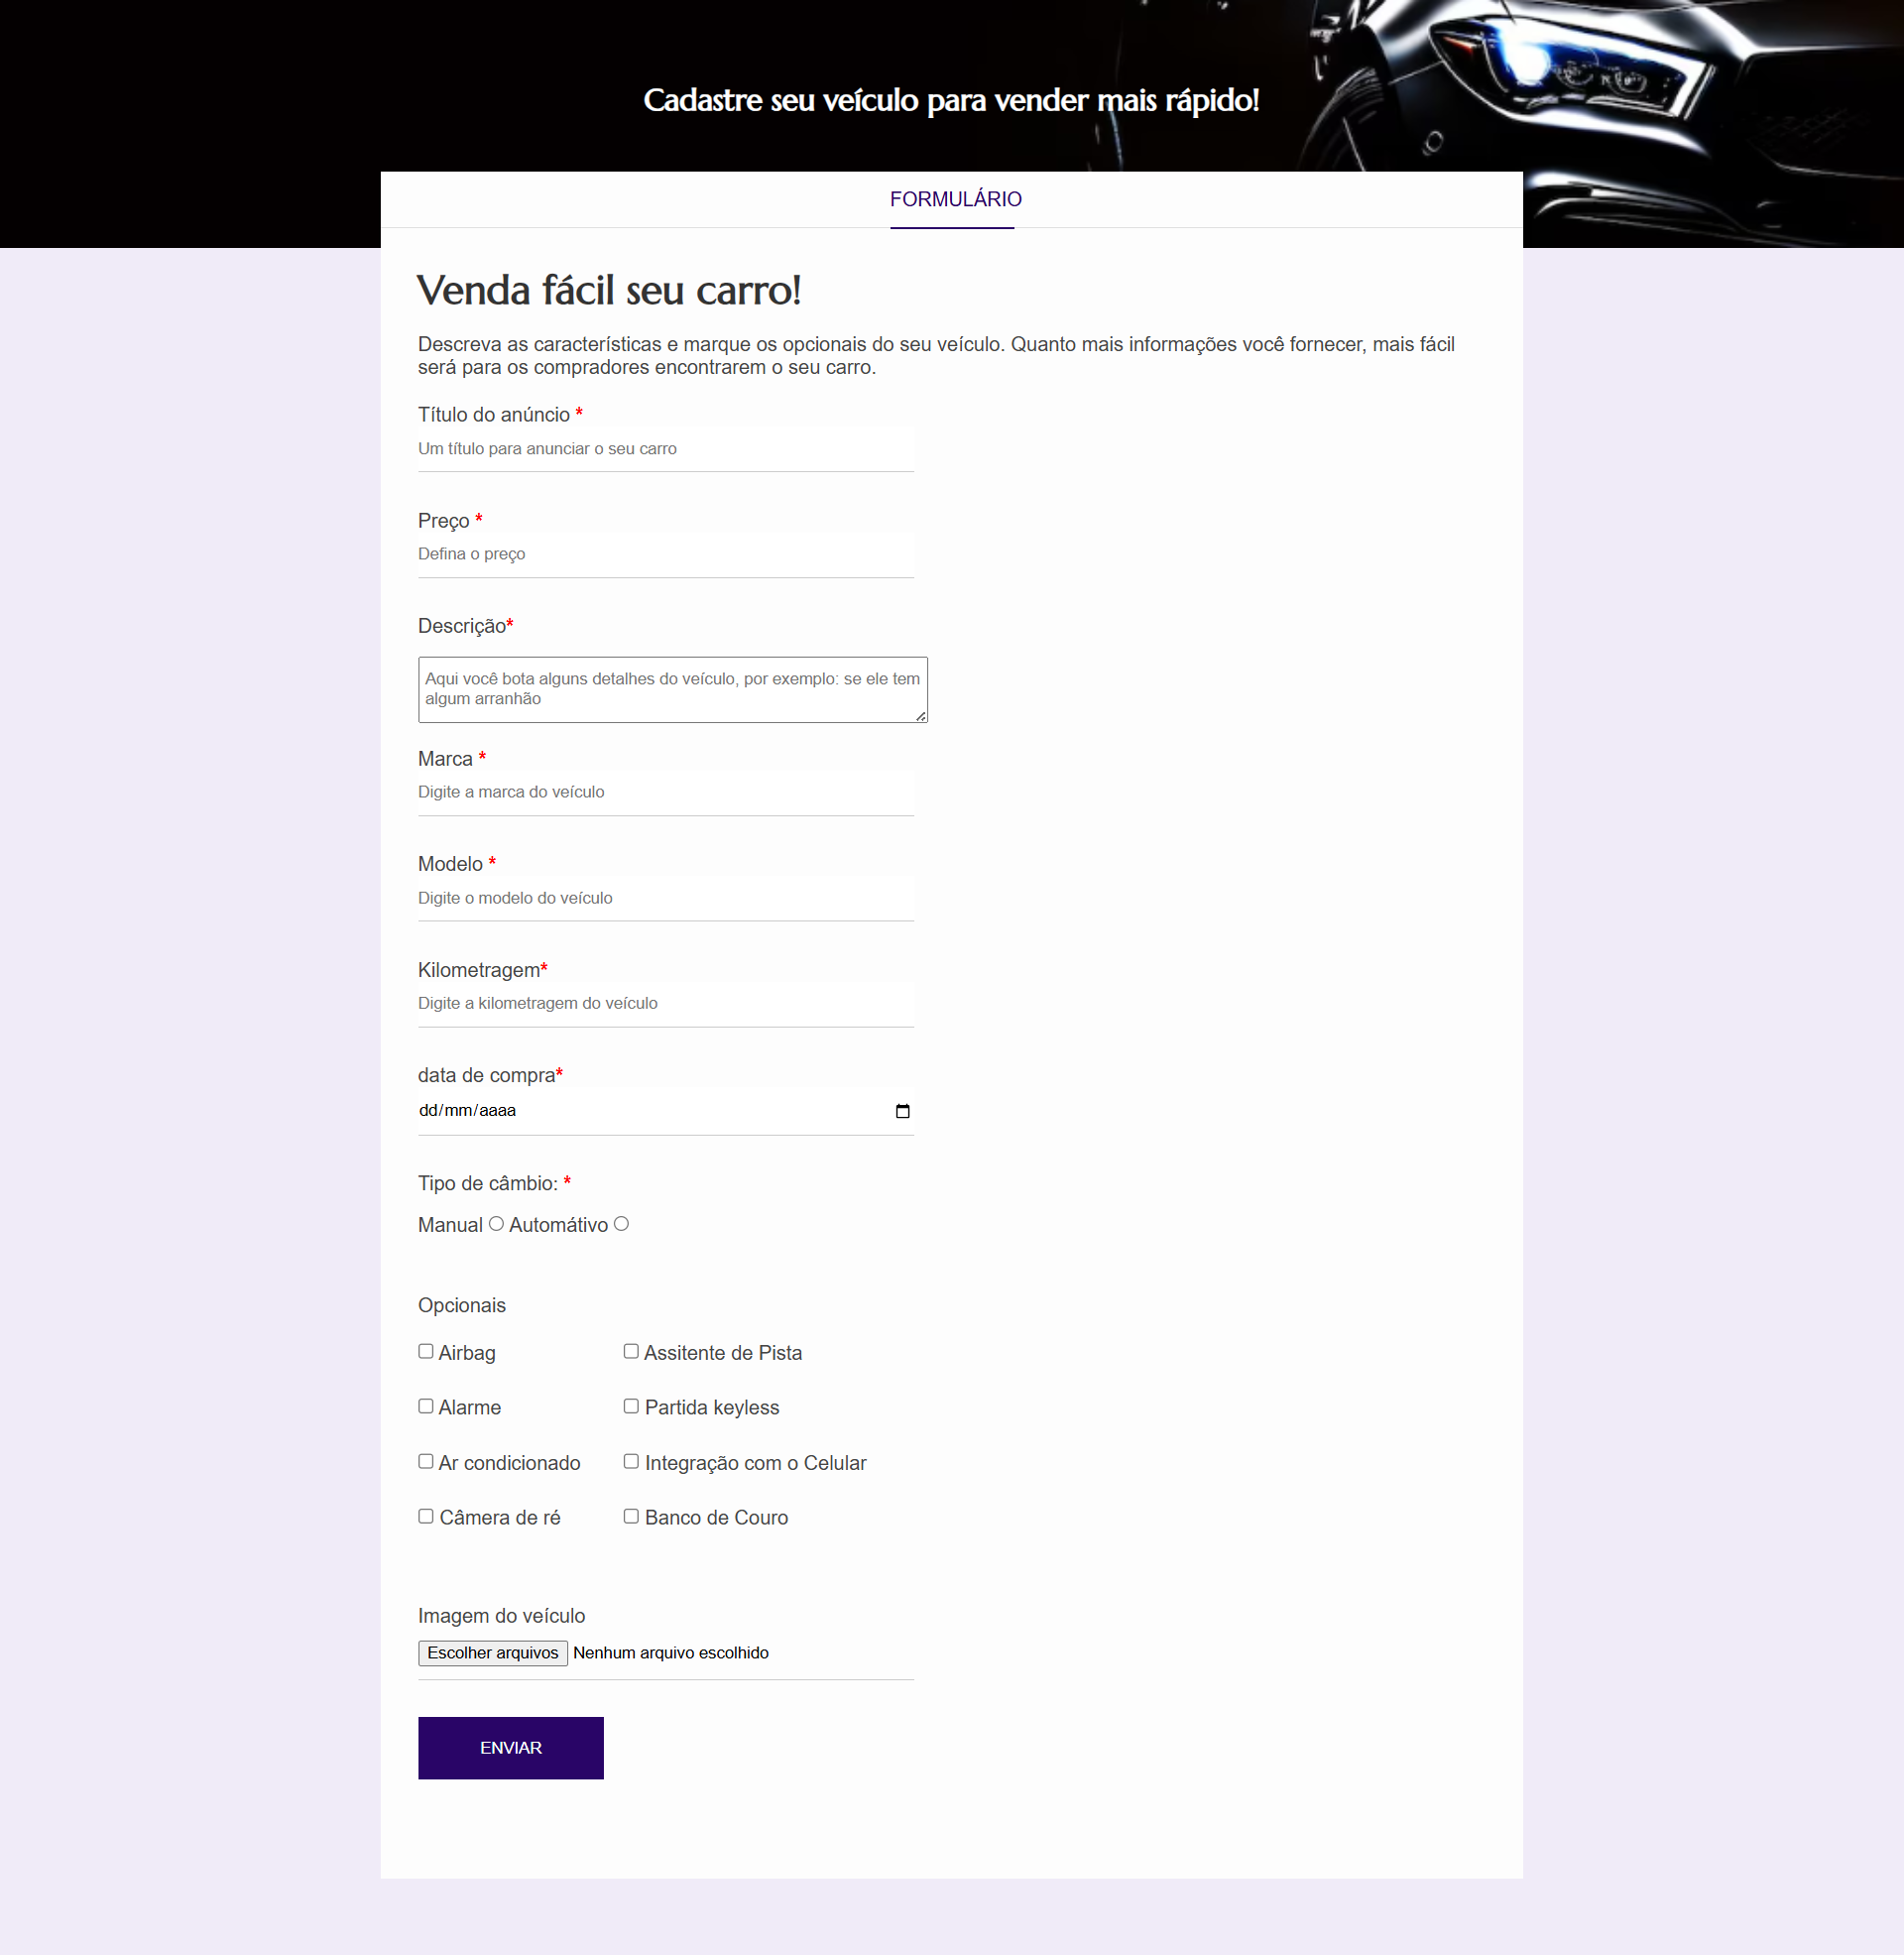 Cadastre seu veículo para vender mais rápido!
FORMULÁRIO
Venda fácil seu carro!
Descreva as características e marque os opcionais do seu veículo. Quanto mais informações você fornecer, mais fácil
será para os compradores encontrarem o seu carro.
Título do anúncio *
Um título para anunciar o seu carro
Preço *
Defina o preço
Descrição*
Aqui você bota alguns detalhes do veículo, por exemplo: se ele tem
algum arranhão
Marca *
Digite a marca do veículo
Modelo *
Digite o modelo do veículo
Kilometragem*
Digite a kilometragem do veículo
data de compra*
dd/mm/aaaa
Tipo de câmbio: *
Manual Automátivo
Opcionais
Airbag Assitente de Pista
Alarme Partida keyless
Ar condicionado Integração com o Celular
Câmera de ré Banco de Couro
Imagem do veículo
Escolher arquivos Nenhum arquivo escolhido
ENVIAR